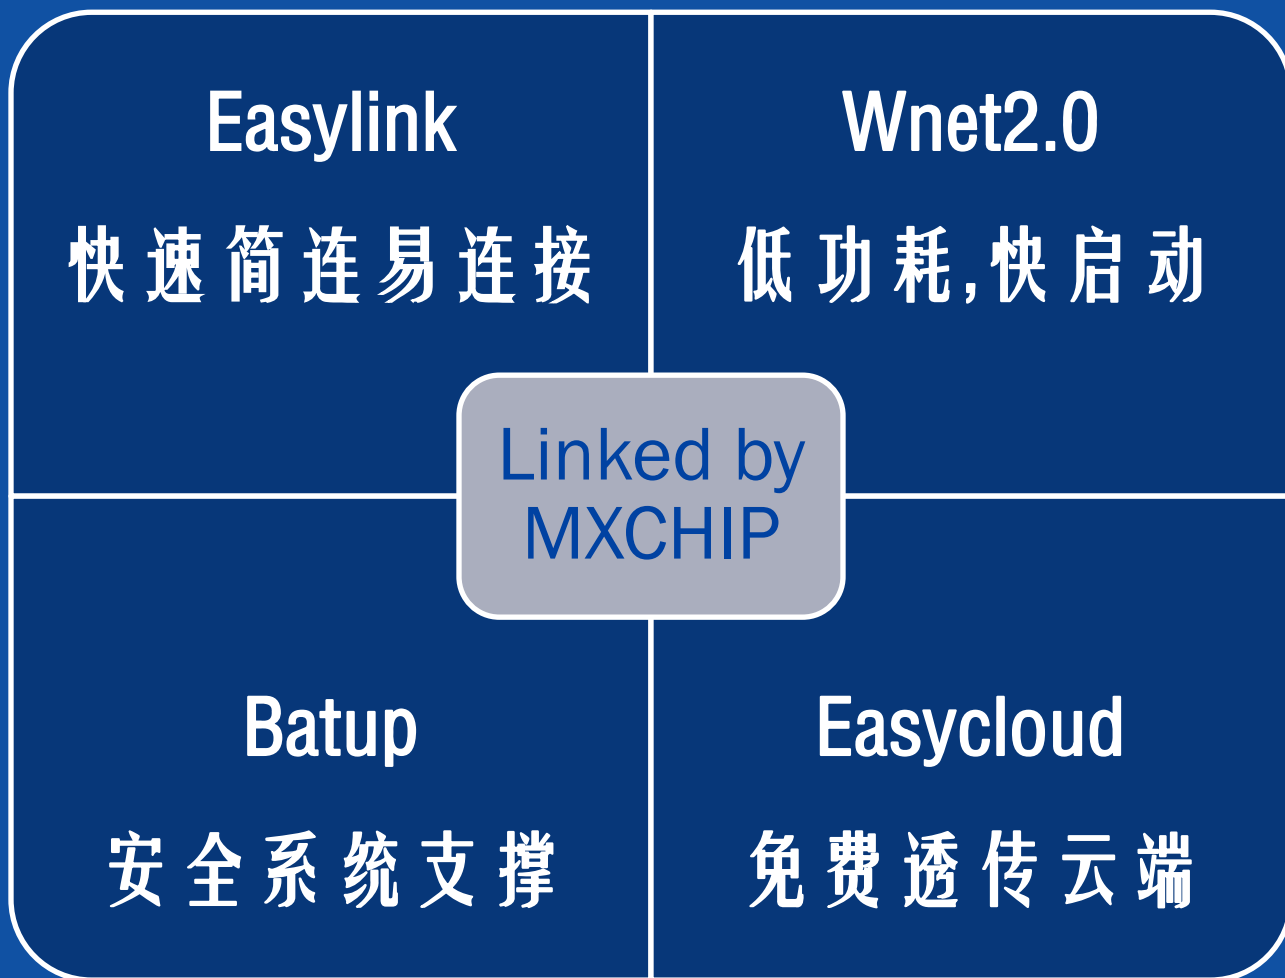 Easylink
快速简连易连接
Wnet2.0
低功耗,快启动
Linked by
MXCHIP
Batup
安全系统支撑
Easycloud
免费透传云端